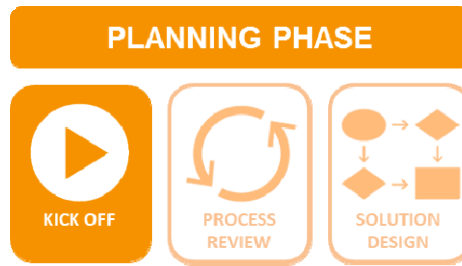 PLANNING PHASE
KICK OFF
PROCESS
REVIEW
SOLUTION
DESIGN